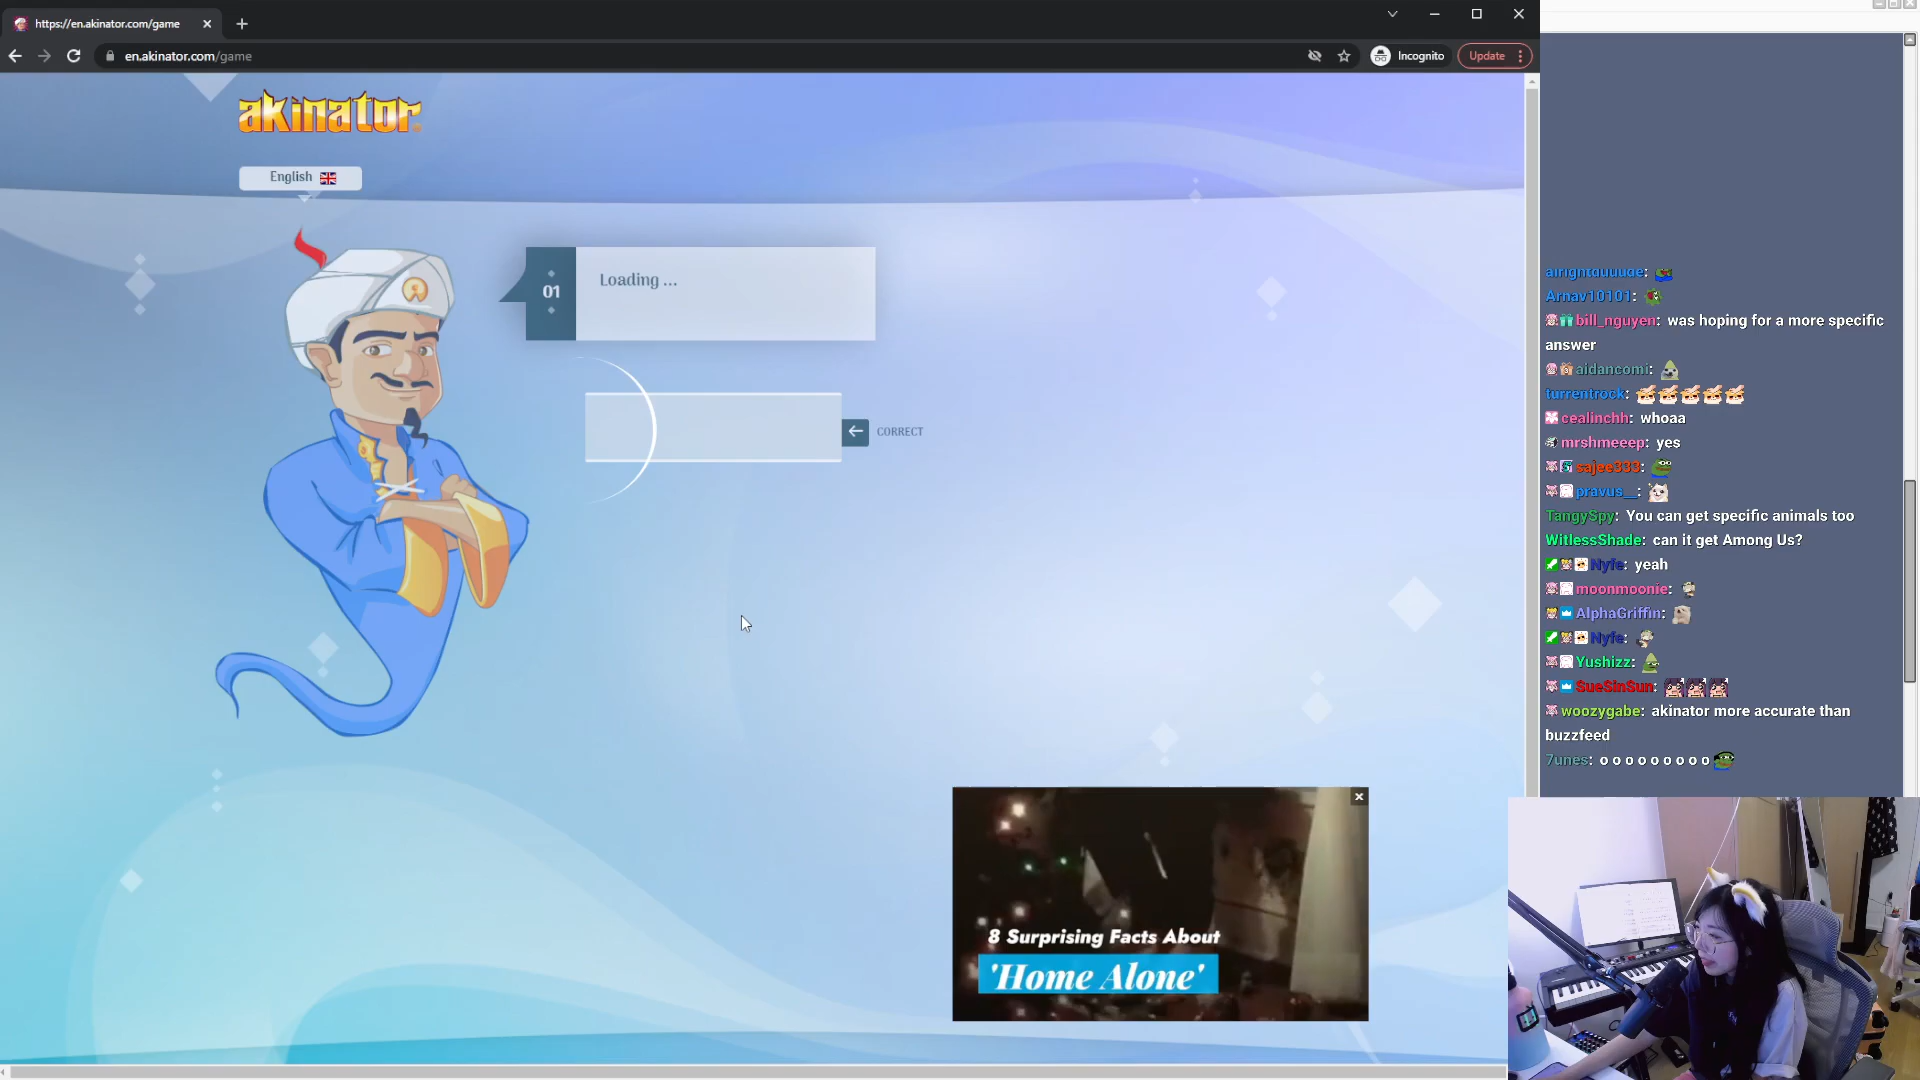 https://en.akinator.com/game
en.akinator.com/game
Incognito
Update
akinator
English
01
Loading ...
CORRECT
8 Surprising Facts About
'Home Alone'
airightduuude:
Arnav10101:
bill_nguyen: was hoping for a more specific
answer
aidancomi:
turrentrock:
cealinchh: whoaa
mrshmeeep: yes
sajee333:
pravus__:
TangySpy: You can get specific animals too
WitlessShade: can it get Among Us?
Nyfe: yeah
moonmoonie:
AlphaGriffin:
Nyfe:
Yushizz:
SueSinSun:
woozygabe: akinator more accurate than
buzzfeed
7unes: o o o o o o o o o